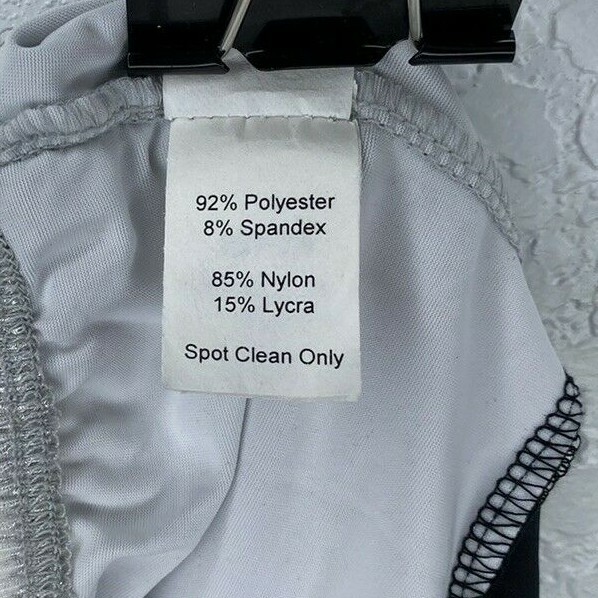 92% Polyester
8% Spandex
85% Nylon
15% Lycra
Spot Clean Only